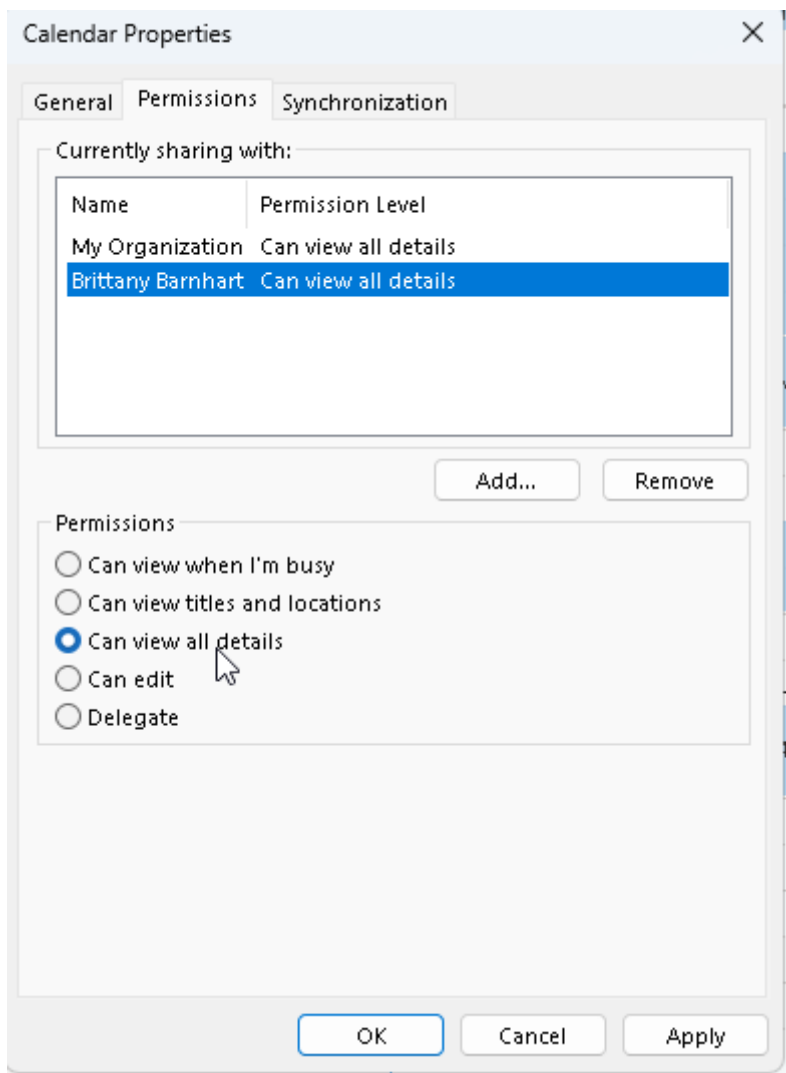 Calendar Properties
General Permissions Synchronization
Currently sharing with:
Name Permission Level
My Organization Can view all details
Brittany Barnhart Can view all details
Add... Remove
Permissions
Can view when I'm busy
Can view titles and locations
Can view all details
Can edit
Delegate
OK Cancel Apply